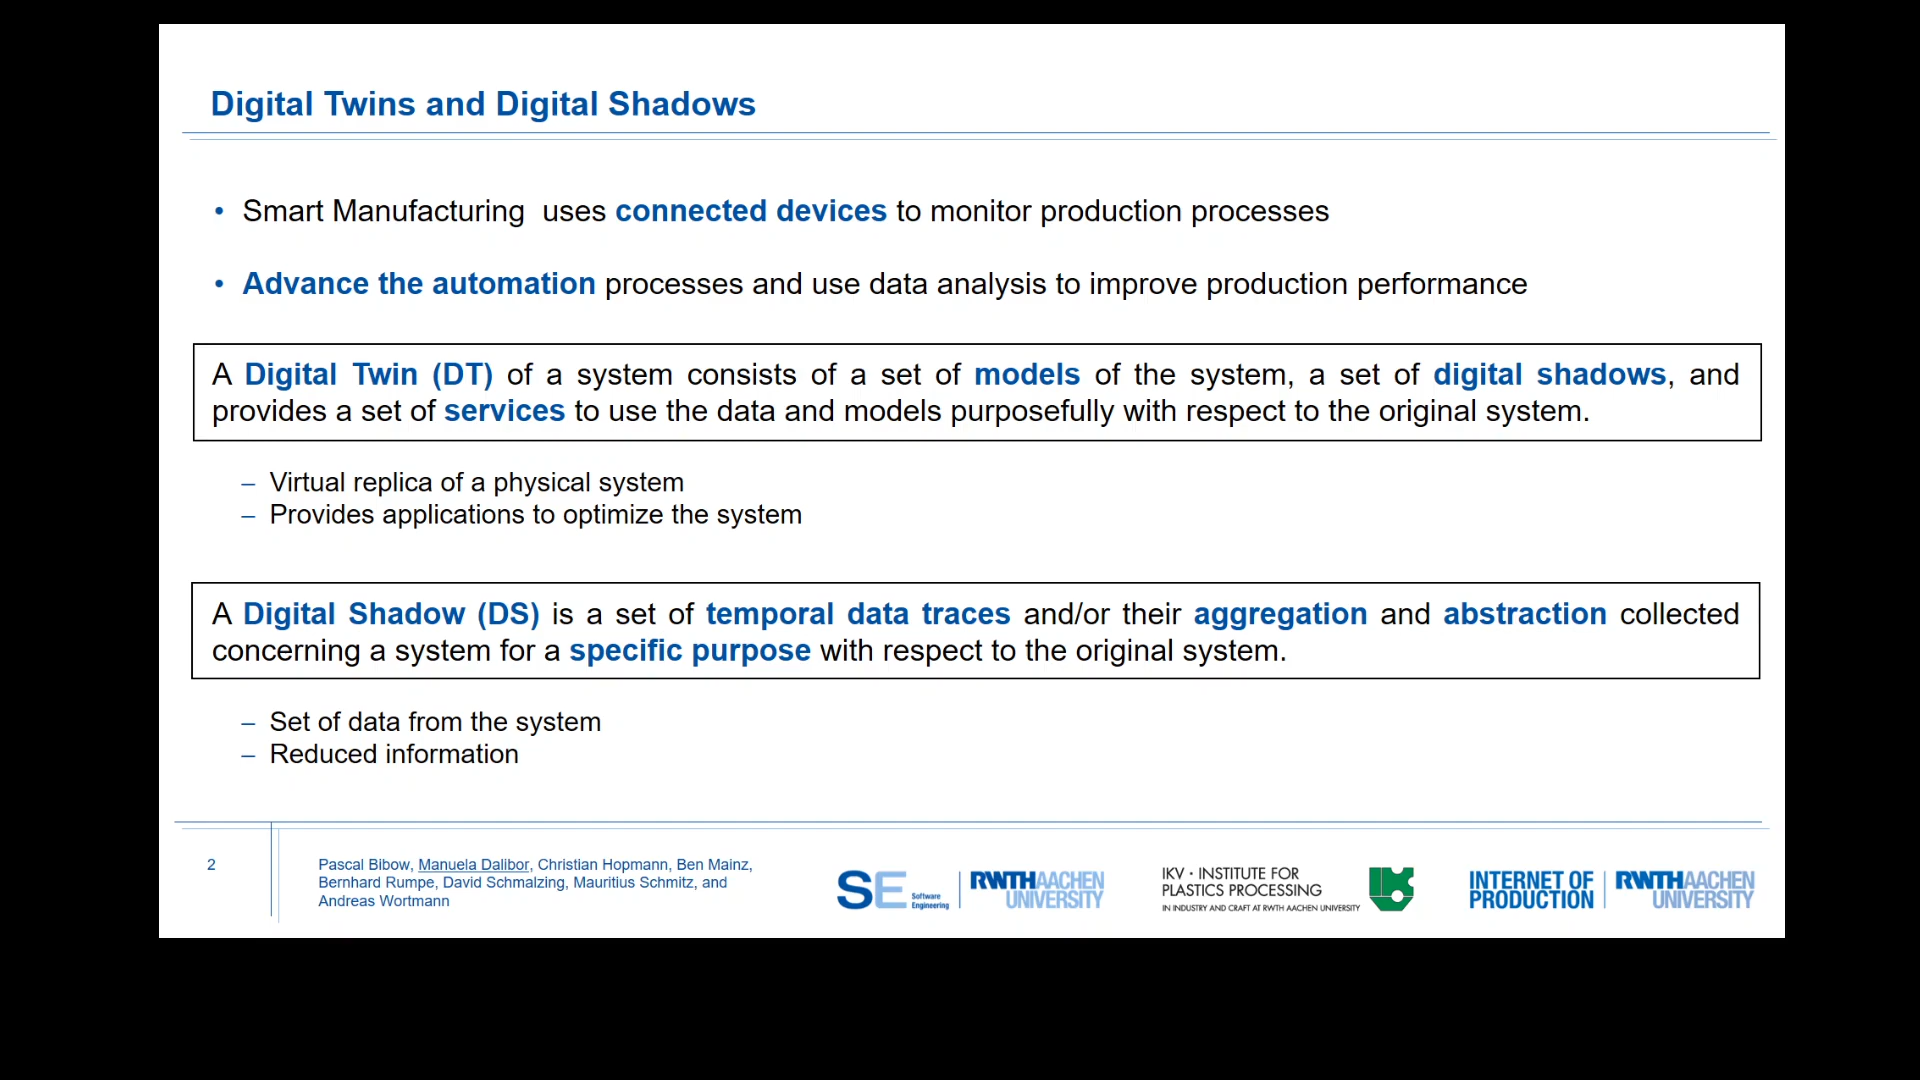 Digital Twins and Digital Shadows
• Smart Manufacturing  uses connected devices to monitor production processes
• Advance the automation processes and use data analysis to improve production performance
A Digital Twin (DT) of a system consists of a set of models of the system, a set of digital shadows, and
provides a set of services to use the data and models purposefully with respect to the original system.
– Virtual replica of a physical system
– Provides applications to optimize the system
A Digital Shadow (DS) is a set of temporal data traces and/or their aggregation and abstraction collected
concerning a system for a specific purpose with respect to the original system.
– Set of data from the system
– Reduced information
2
Pascal Bibow, Manuela Dalibor, Christian Hopmann, Ben Mainz,
Bernhard Rumpe, David Schmalzing, Mauritius Schmitz, and
Andreas Wortmann
SE Software
Engineering
RWTHAACHEN
UNIVERSITY
IKV · INSTITUTE FOR
PLASTICS PROCESSING
IN INDUSTRY AND CRAFT AT RWTH AACHEN UNIVERSITY
INTERNET OF
PRODUCTION
RWTHAACHEN
UNIVERSITY